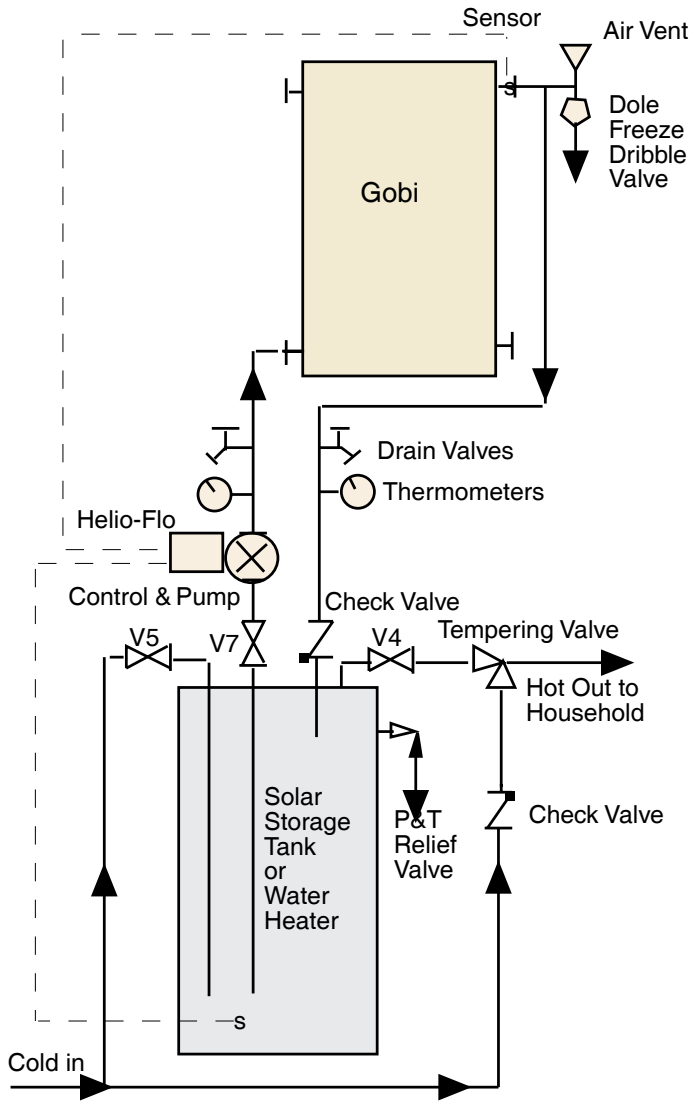 Sensor
Air Vent
s
Dole
Freeze
Dribble
Valve
Gobi
Drain Valves
Thermometers
Helio-Flo
Control & Pump
Check Valve
V5
V7
V4
Tempering Valve
Hot Out to
Household
Solar
Storage
Tank
or
Water
Heater
P&T
Relief
Valve
Check Valve
s
Cold in